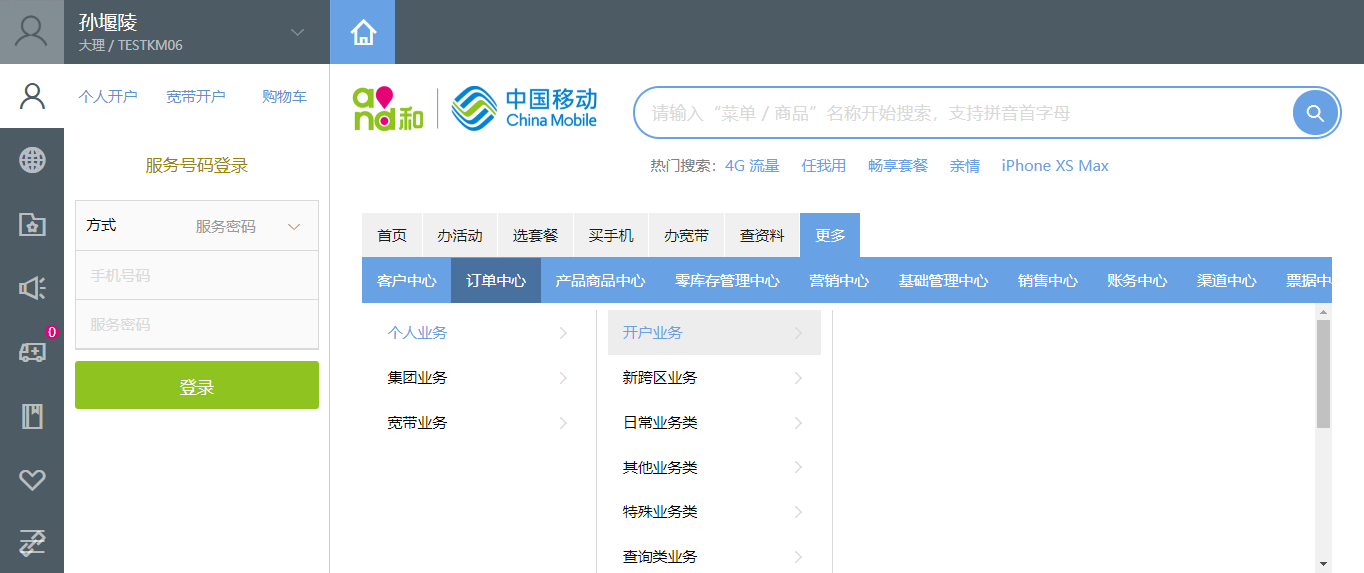 孙堰陵
大理 / TESTKM06
个人开户 宽带开户 购物车
服务号码登录
方式 服务密码
手机号码
服务密码
登录
0
and和 中国移动
China Mobile
请输入“菜单 / 商品”名称开始搜索，支持拼音首字母
热门搜索： 4G 流量 任我用 畅享套餐 亲情 iPhone XS Max
首页 办活动 选套餐 买手机 办宽带 查资料 更多
客户中心 订单中心 产品商品中心 零库存管理中心 营销中心 基础管理中心 销售中心 账务中心 渠道中心 票据中
个人业务 开户业务
集团业务 新跨区业务
宽带业务 日常业务类
其他业务类
特殊业务类
查询类业务